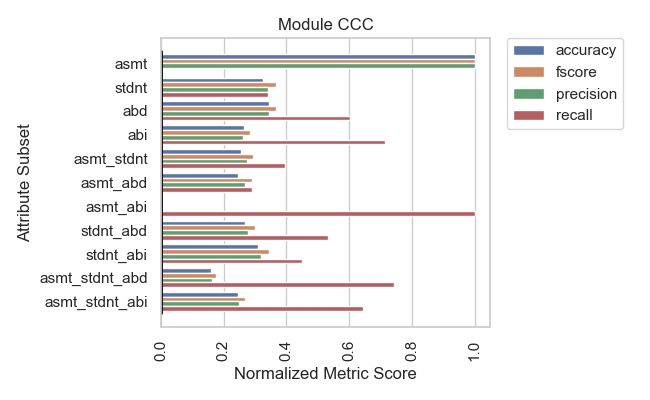 Module CCC
accuracy
fscore
precision
recall
Attribute Subset
asmt
stdnt
abd
abi
asmt_stdnt
asmt_abd
asmt_abi
stdnt_abd
stdnt_abi
asmt_stdnt_abd
asmt_stdnt_abi
0.0 0.2 0.4 0.6 0.8 1.0
Normalized Metric Score